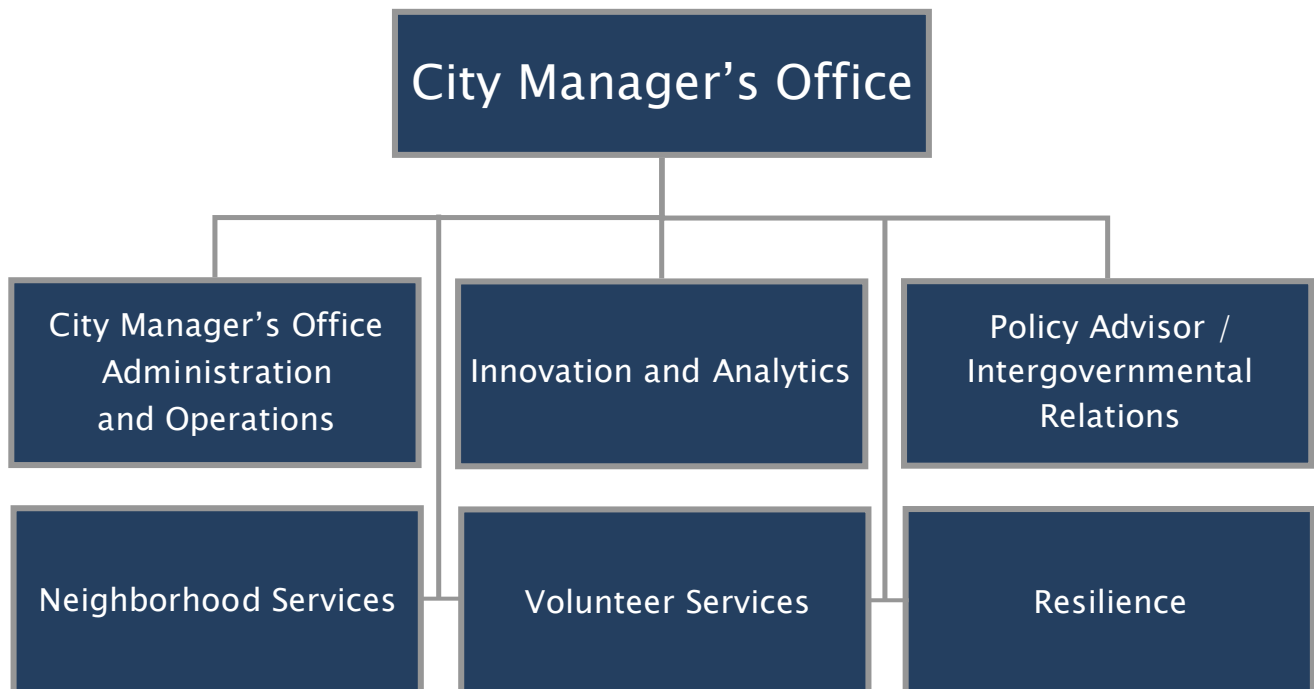 City Manager’s Office
City Manager’s Office
Administration
and Operations
Innovation and Analytics
Policy Advisor /
Intergovernmental
Relations
Neighborhood Services
Volunteer Services
Resilience